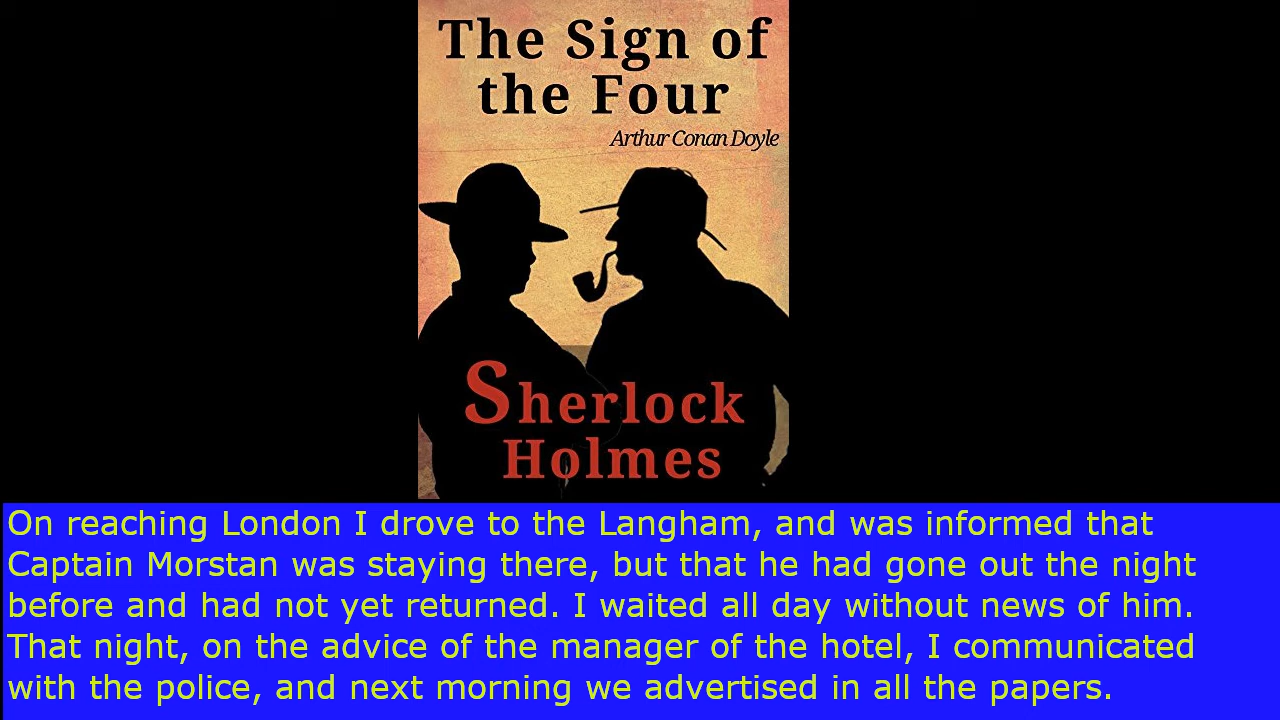 The Sign of
the Four
Arthur Conan Doyle
Sherlock
Holmes
On reaching London I drove to the Langham, and was informed that
Captain Morstan was staying there, but that he had gone out the night
before and had not yet returned. I waited all day without news of him.
That night, on the advice of the manager of the hotel, I communicated
with the police, and next morning we advertised in all the papers.